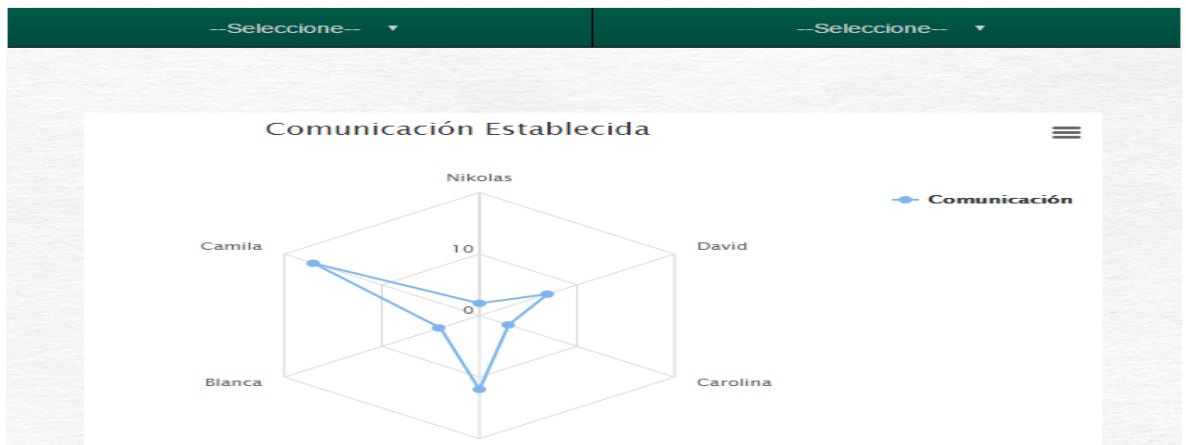 --Seleccione-- --Seleccione--
Comunicación Establecida
Nikolas
Comunicación
Camila
10
David
0
Blanca
Carolina